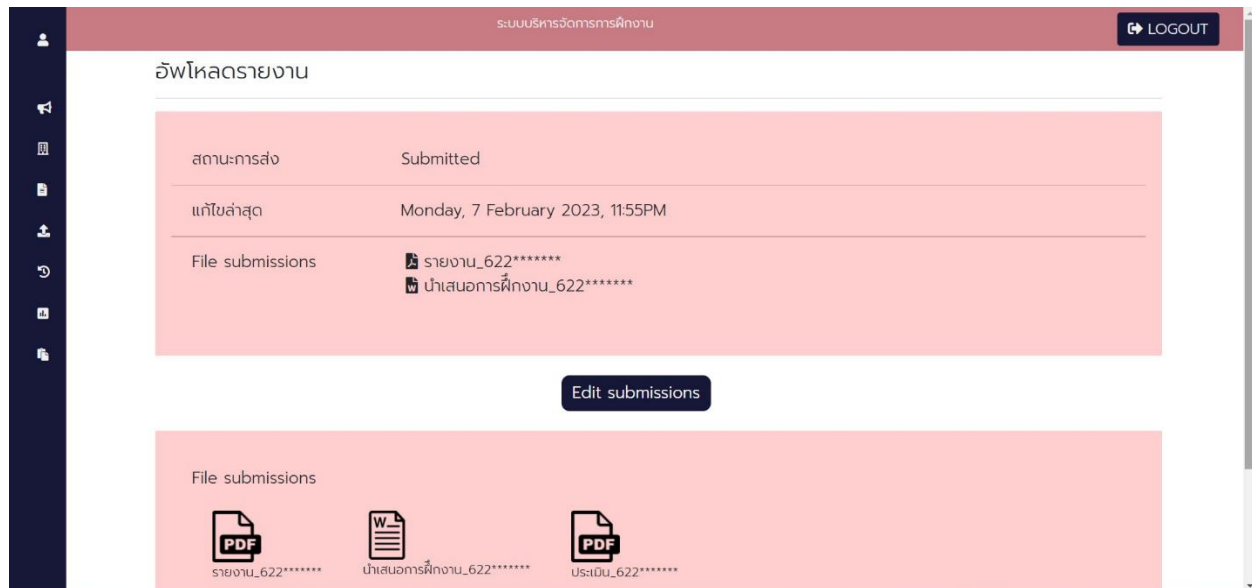 ระบบบริหารจัดการการฝึกงาน
LOGOUT
อัพโหลดรายงาน
สถานะการส่ง Submitted
แก้ไขล่าสุด Monday, 7 February 2023, 11:55PM
File submissions รายงาน_622*******
นำเสนอการฝึึกงาน_622*******
Edit submissions
File submissions
PDF W PDF
รายงาน_622******* นำเสนอการฝึึกงาน_622******* ประเมิน_622*******